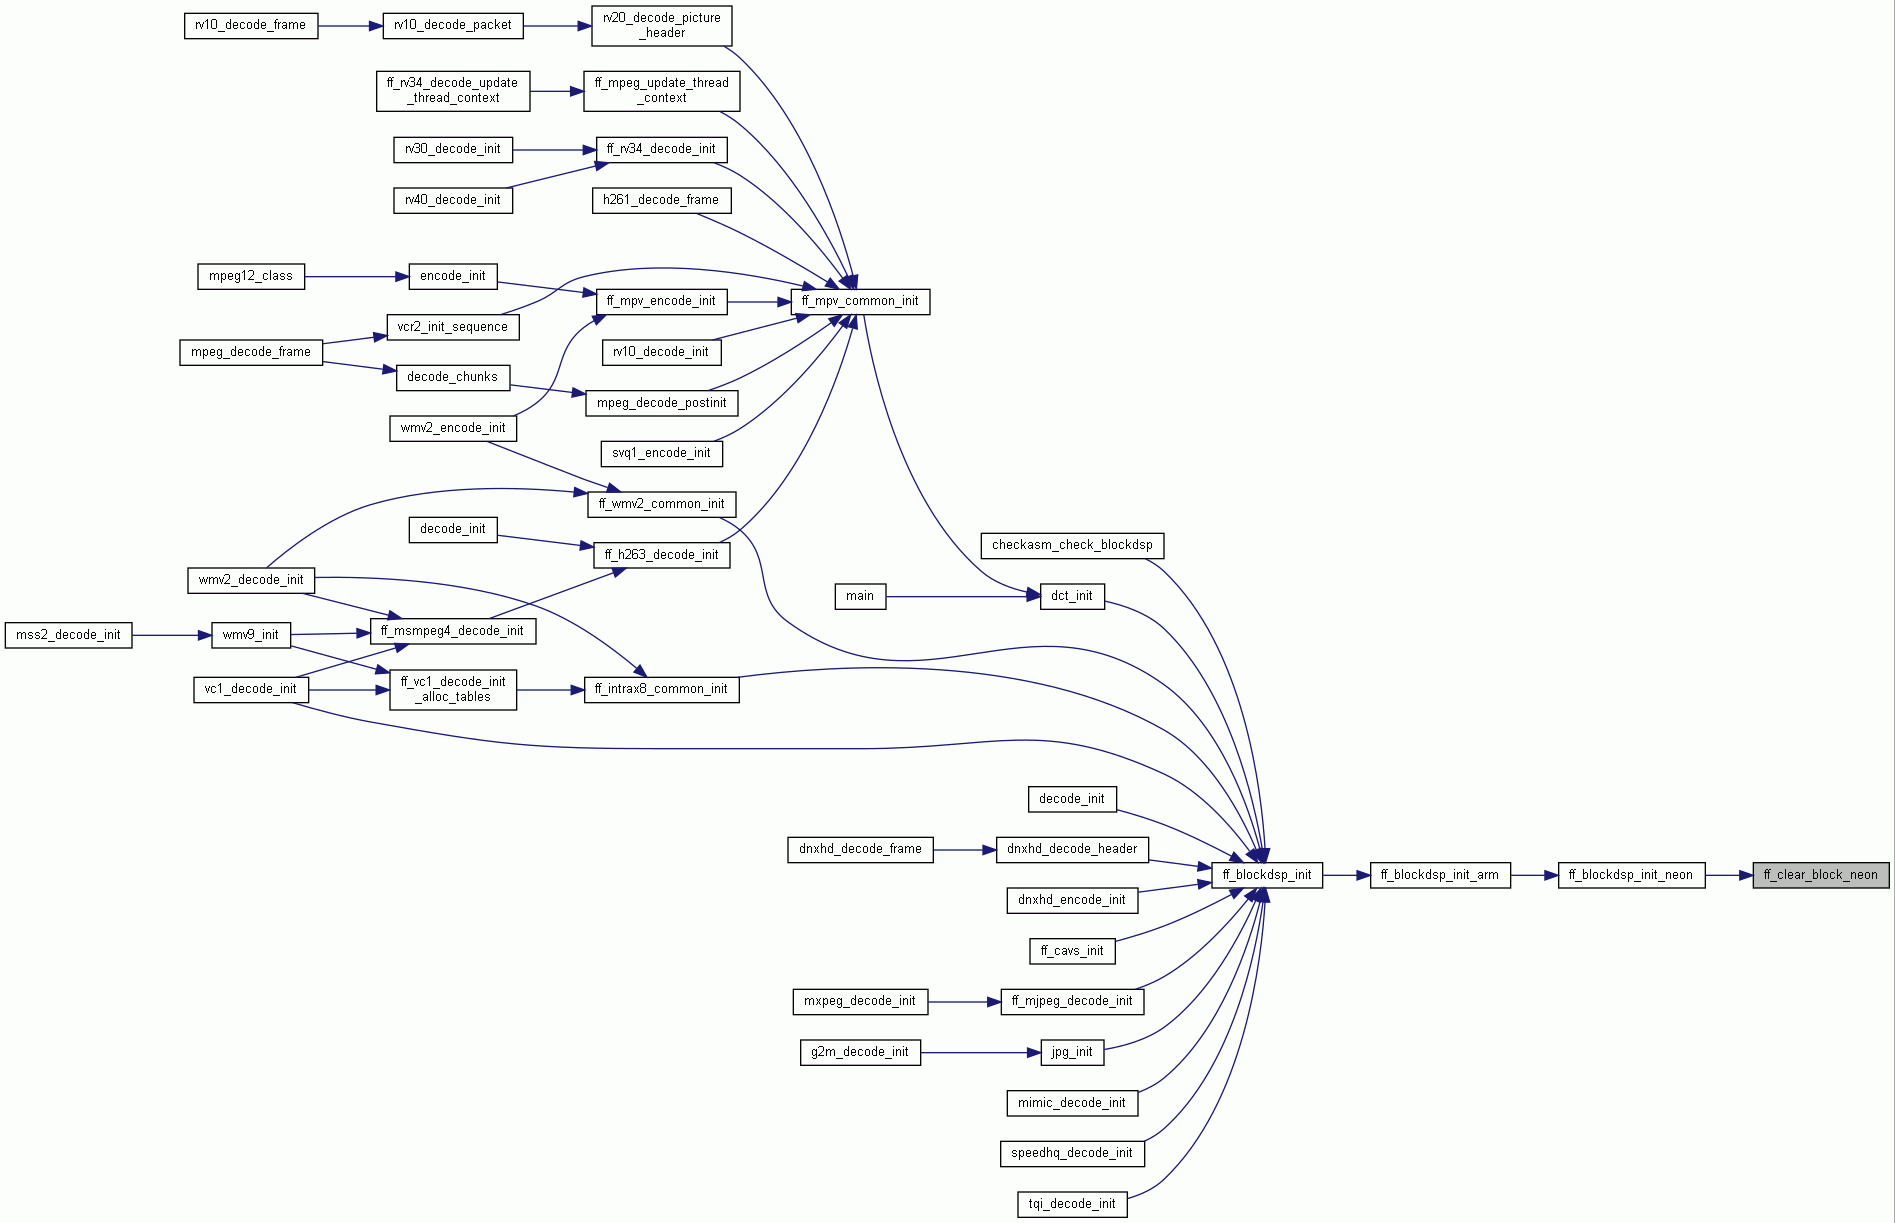 rv10_decode_frame
rv10_decode_packet
rv20_decode_picture
_header
ff_rv34_decode_update
_thread_context
ff_mpeg_update_thread
_context
rv30_decode_init
ff_rv34_decode_init
rv40_decode_init
h261_decode_frame
mpeg12_class
encode_init
ff_mpv_encode_init
ff_mpv_common_init
vcr2_init_sequence
mpeg_decode_frame
rv10_decode_init
decode_chunks
mpeg_decode_postinit
wmv2_encode_init
svq1_encode_init
ff_wmv2_common_init
decode_init
ff_h263_decode_init
checkasm_check_blockdsp
wmv2_decode_init
main
dct_init
mss2_decode_init
wmv9_init
ff_msmpeg4_decode_init
vc1_decode_init
ff_vc1_decode_init
_alloc_tables
ff_intrax8_common_init
decode_init
dnxhd_decode_frame
dnxhd_decode_header
ff_blockdsp_init
ff_blockdsp_init_arm
ff_blockdsp_init_neon
ff_clear_block_neon
dnxhd_encode_init
ff_cavs_init
mxpeg_decode_init
ff_mjpeg_decode_init
g2m_decode_init
jpg_init
mimic_decode_init
speedhq_decode_init
tqi_decode_init